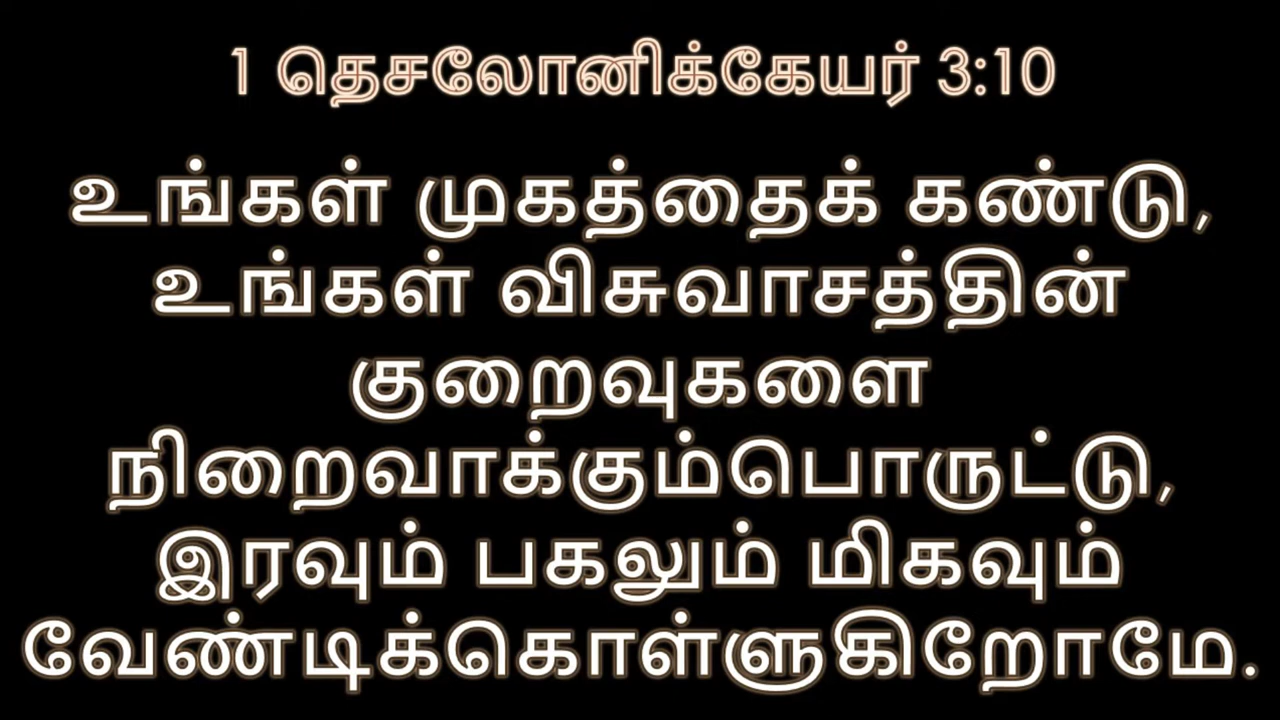 1 தெசலோனிக்கேயர் 3:10
உங்கள் முகத்தைக் கண்டு,
உங்கள் விசுவாசத்தின்
குறைவுகளை
நிறைவாக்கும்பொருட்டு,
இரவும் பகலும் மிகவும்
வேண்டிக்கொள்ளுகிறோமே.